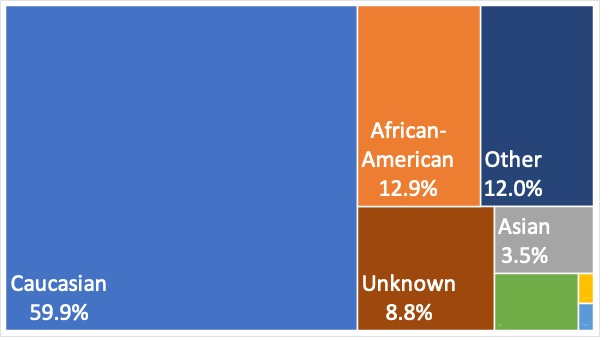 African-
American
12.9%
Other
12.0%
Asian
3.5%
Caucasian
59.9%
Unknown
8.8%